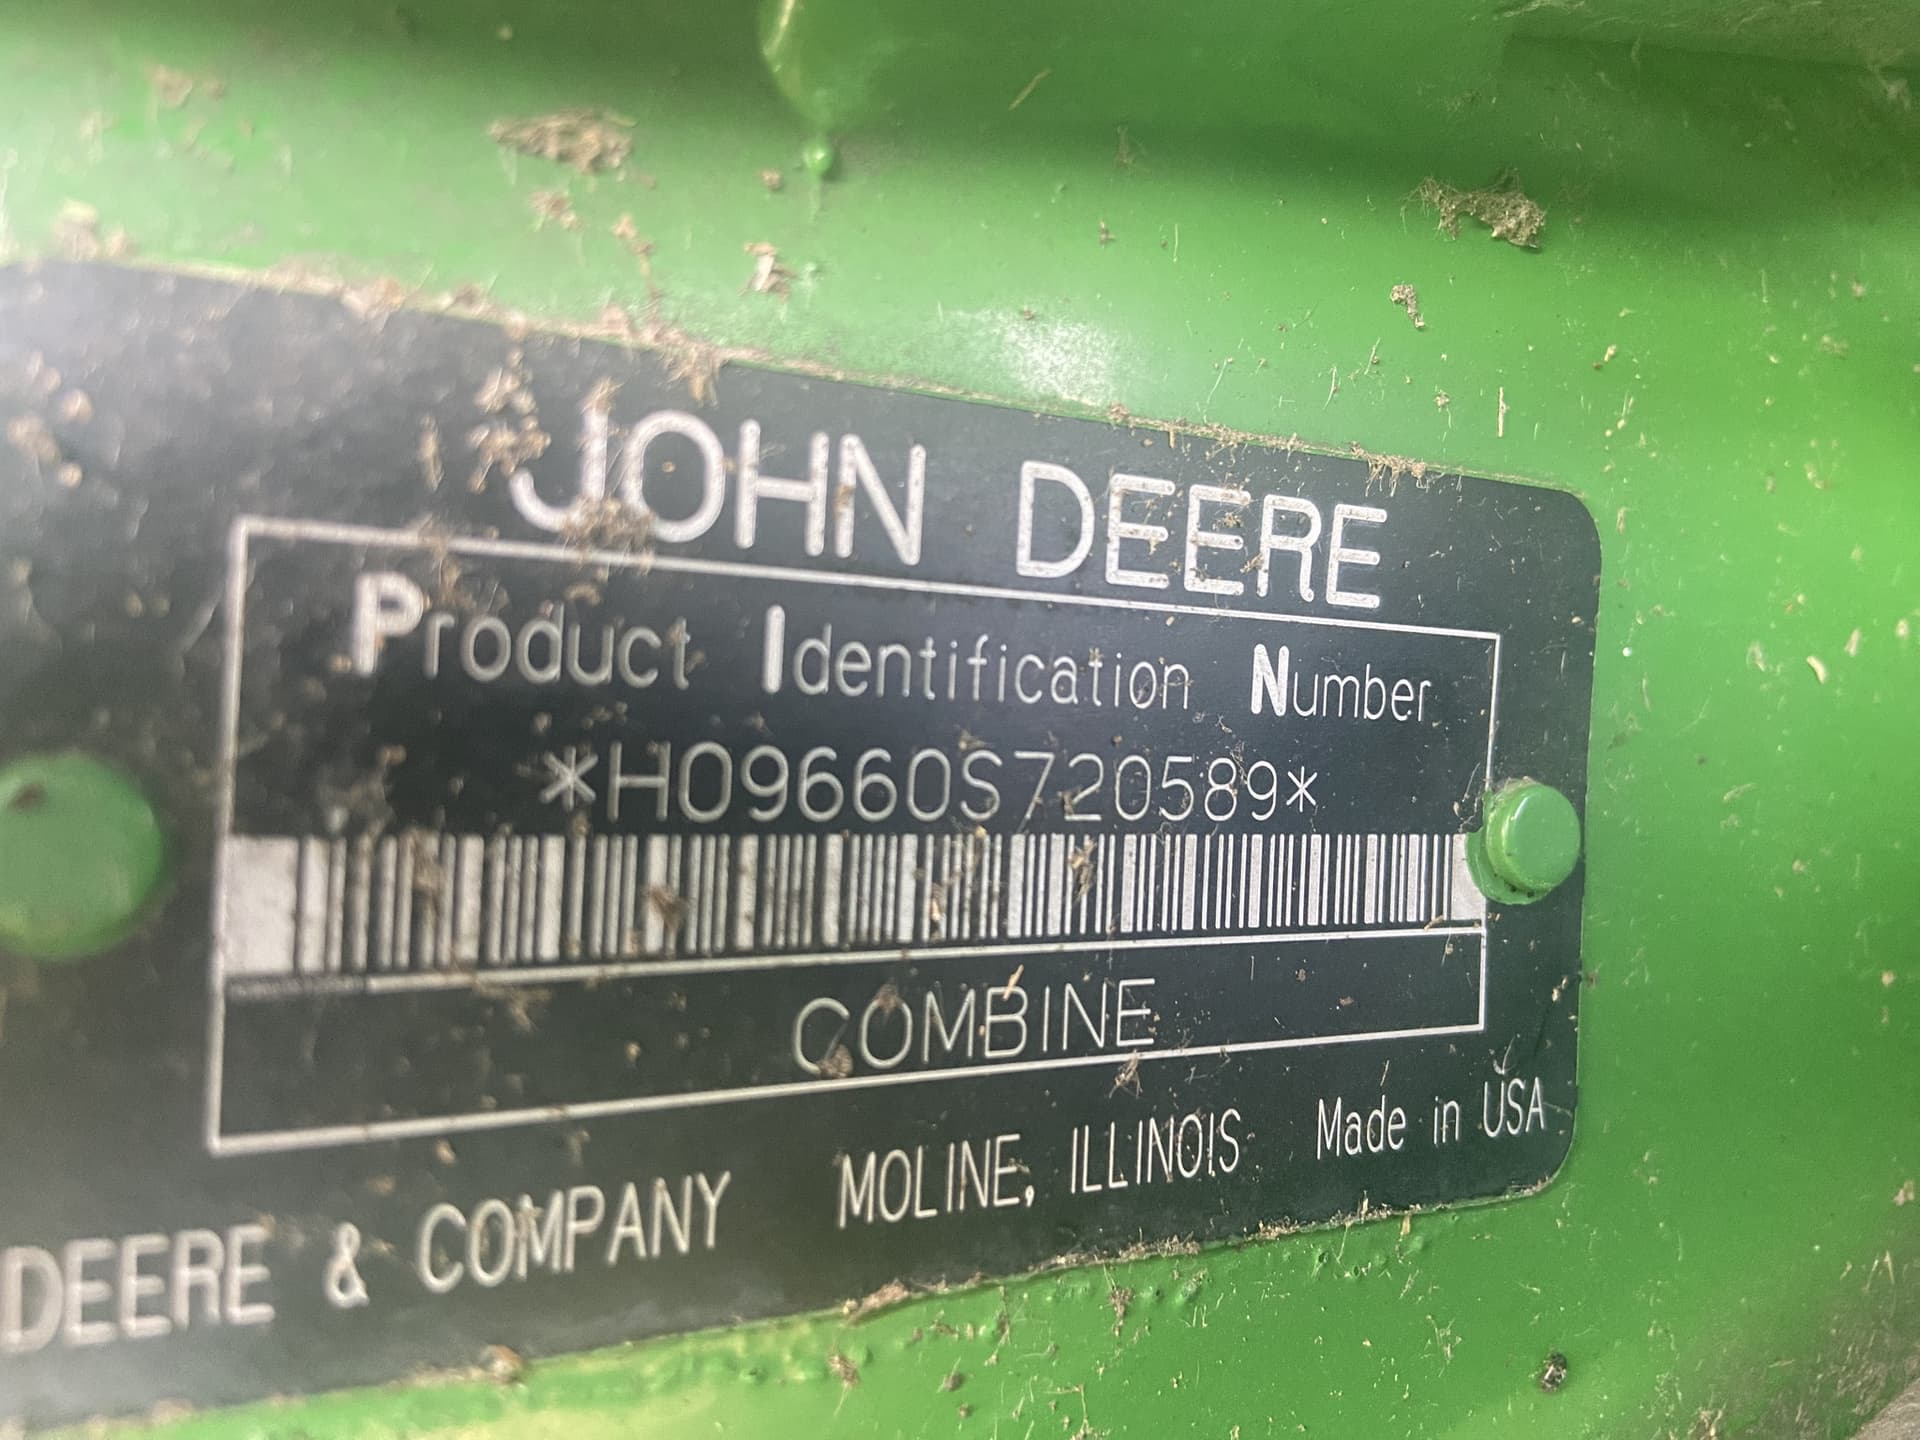 JOHN DEERE
Product Identification Number
*H09660S720589*
COMBINE
DEERE & COMPANY MOLINE, ILLINOIS Made in USA